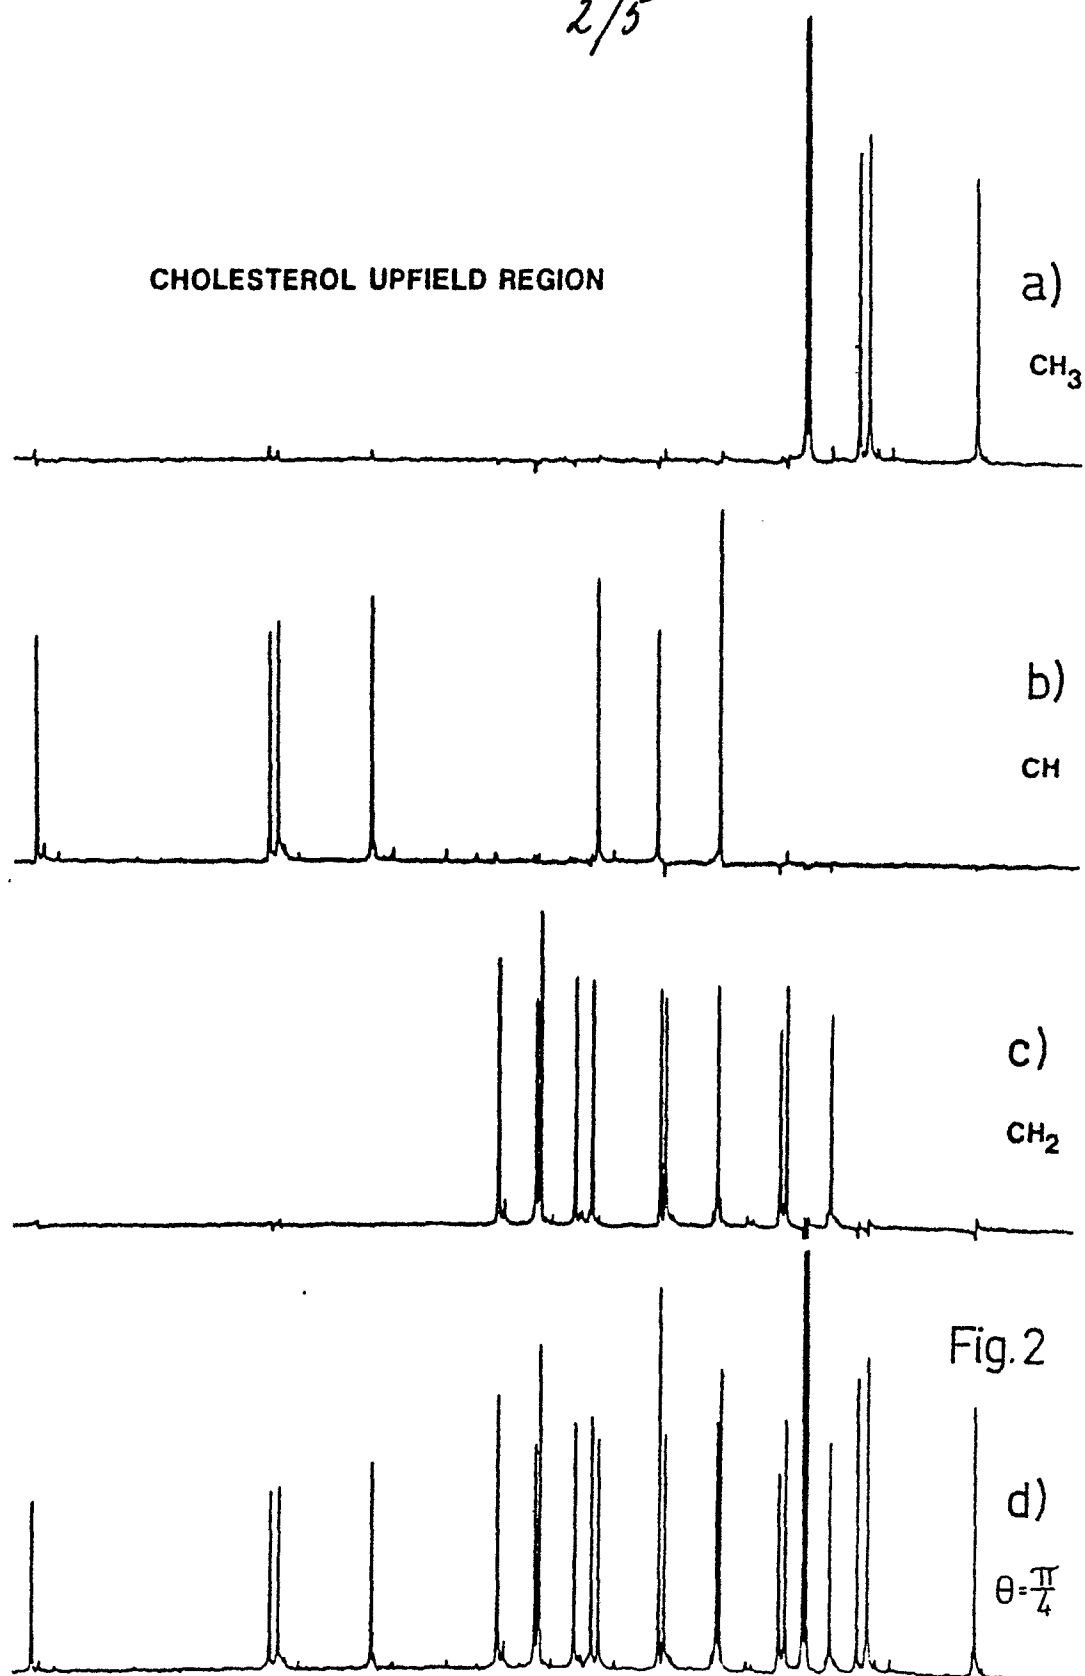 2/5
CHOLESTEROL UPFIELD REGION
a)
CH₃
b)
CH
c)
CH₂
Fig.2
d)
θ=π/4